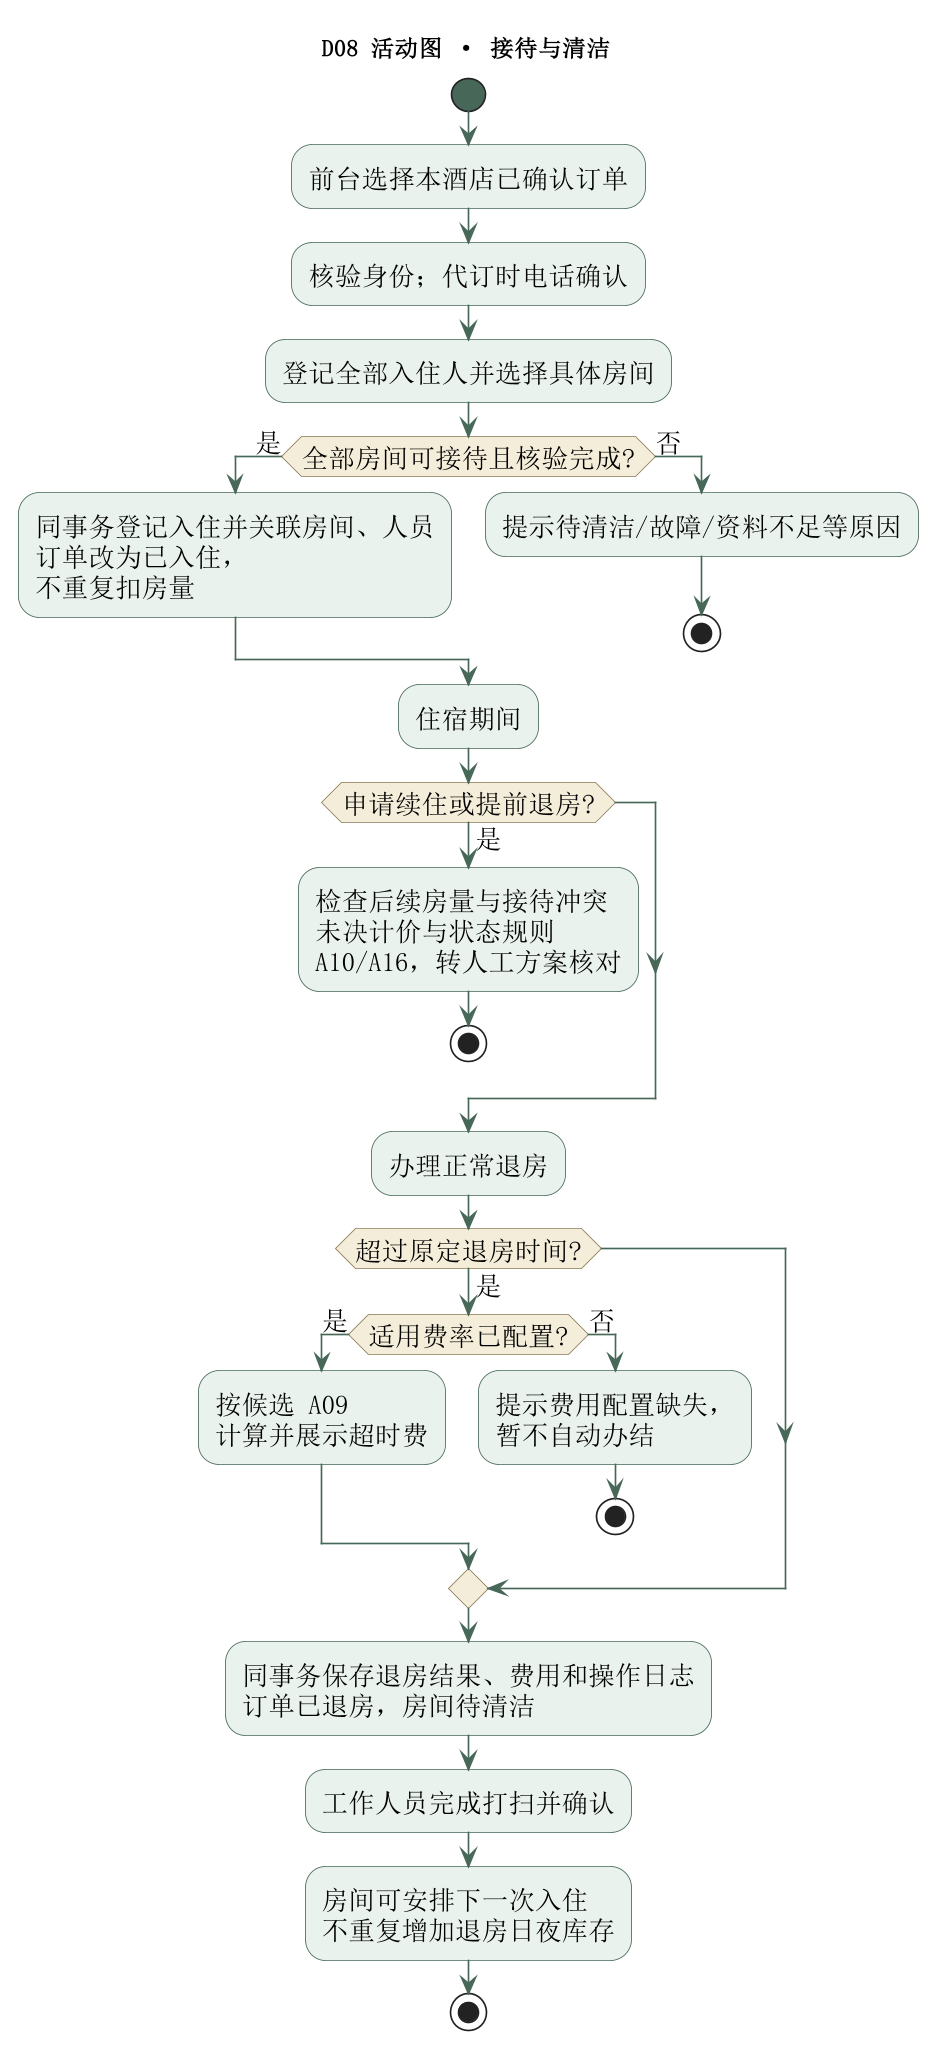 D08 活动图 • 接待与清洁
前台选择本酒店已确认订单
核验身份；代订时电话确认
登记全部入住人并选择具体房间
是
全部房间可接待且核验完成?
否
同事务登记入住并关联房间、人员
订单改为已入住，
不重复扣房量
提示待清洁/故障/资料不足等原因
住宿期间
申请续住或提前退房?
是
检查后续房量与接待冲突
未决计价与状态规则
A10/A16，转人工方案核对
办理正常退房
超过原定退房时间?
是
是
适用费率已配置?
否
按候选 A09
计算并展示超时费
提示费用配置缺失，
暂不自动办结
同事务保存退房结果、费用和操作日志
订单已退房，房间待清洁
工作人员完成打扫并确认
房间可安排下一次入住
不重复增加退房日夜库存